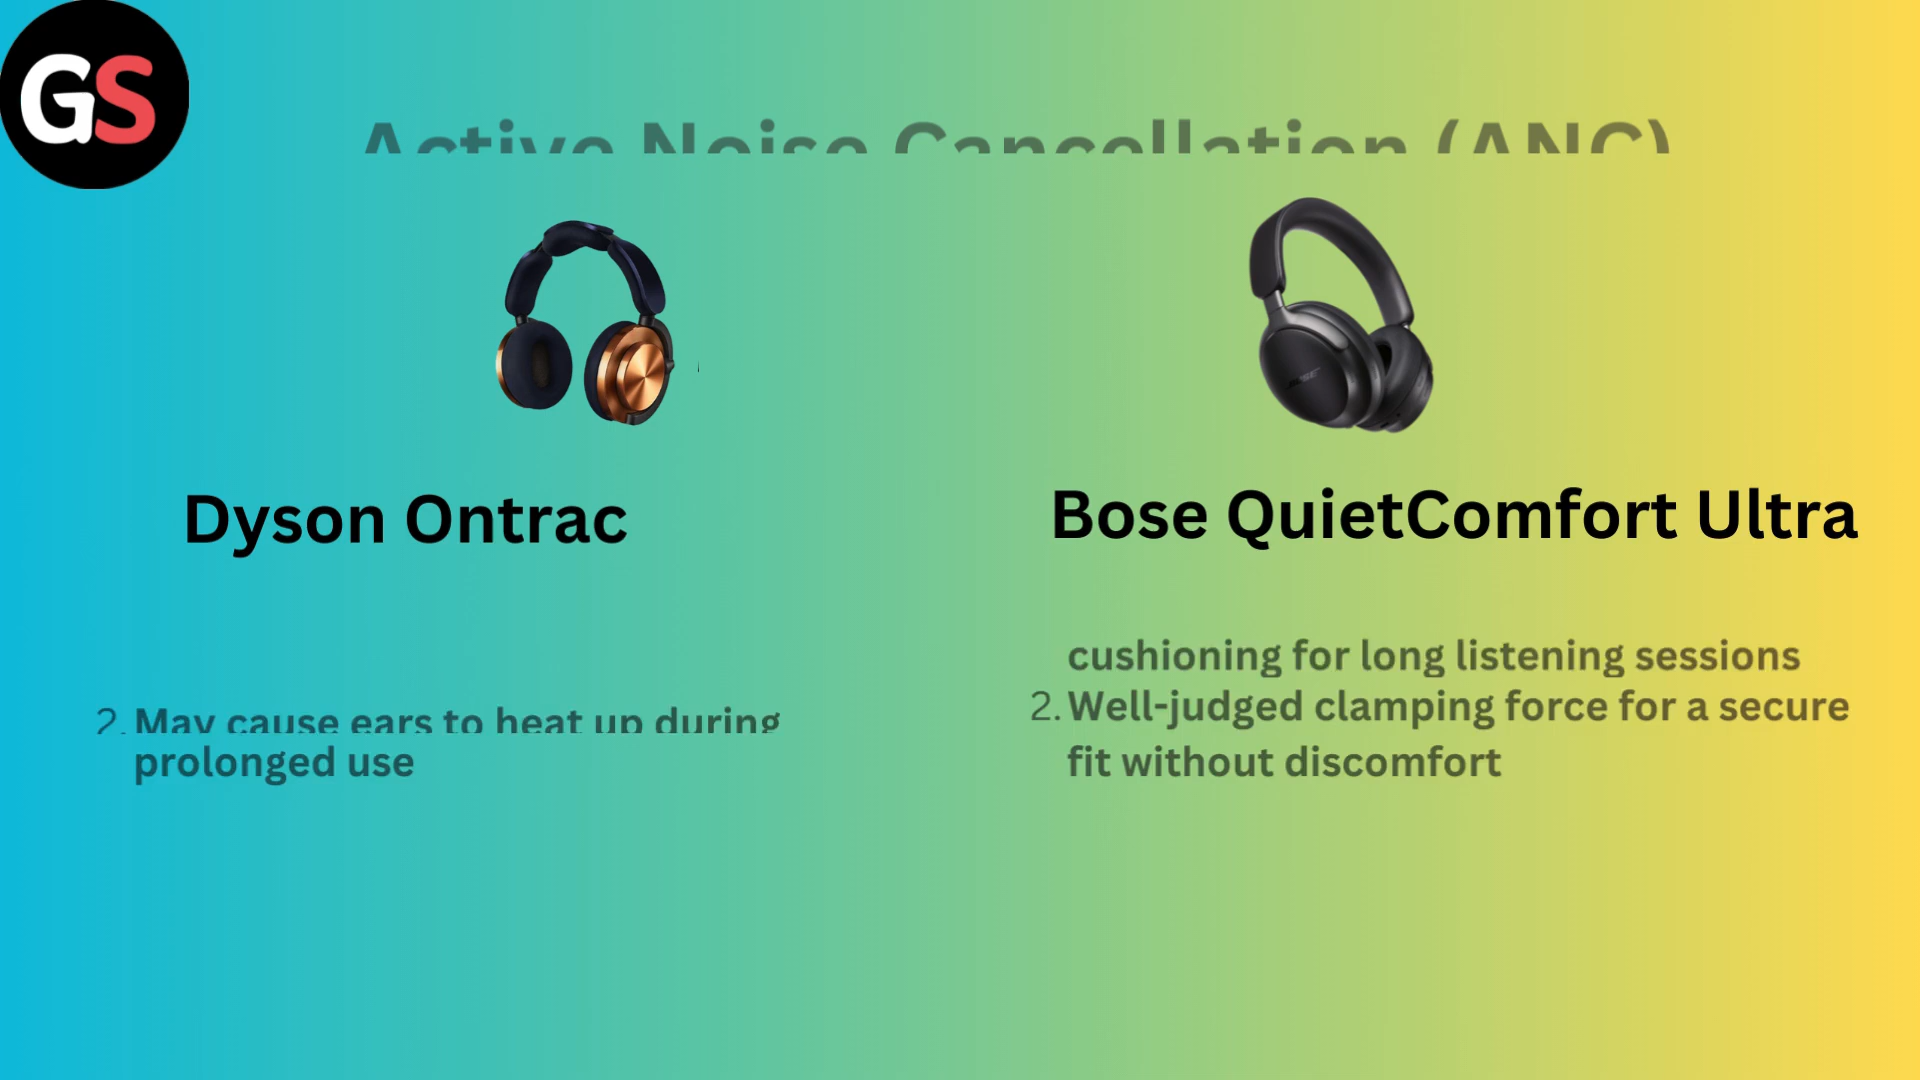 GS
Active Noise Cancellation (ANC)
BOSE
Dyson Ontrac
Bose QuietComfort Ultra
2. May cause ears to heat up during
prolonged use
cushioning for long listening sessions
2. Well-judged clamping force for a secure
fit without discomfort